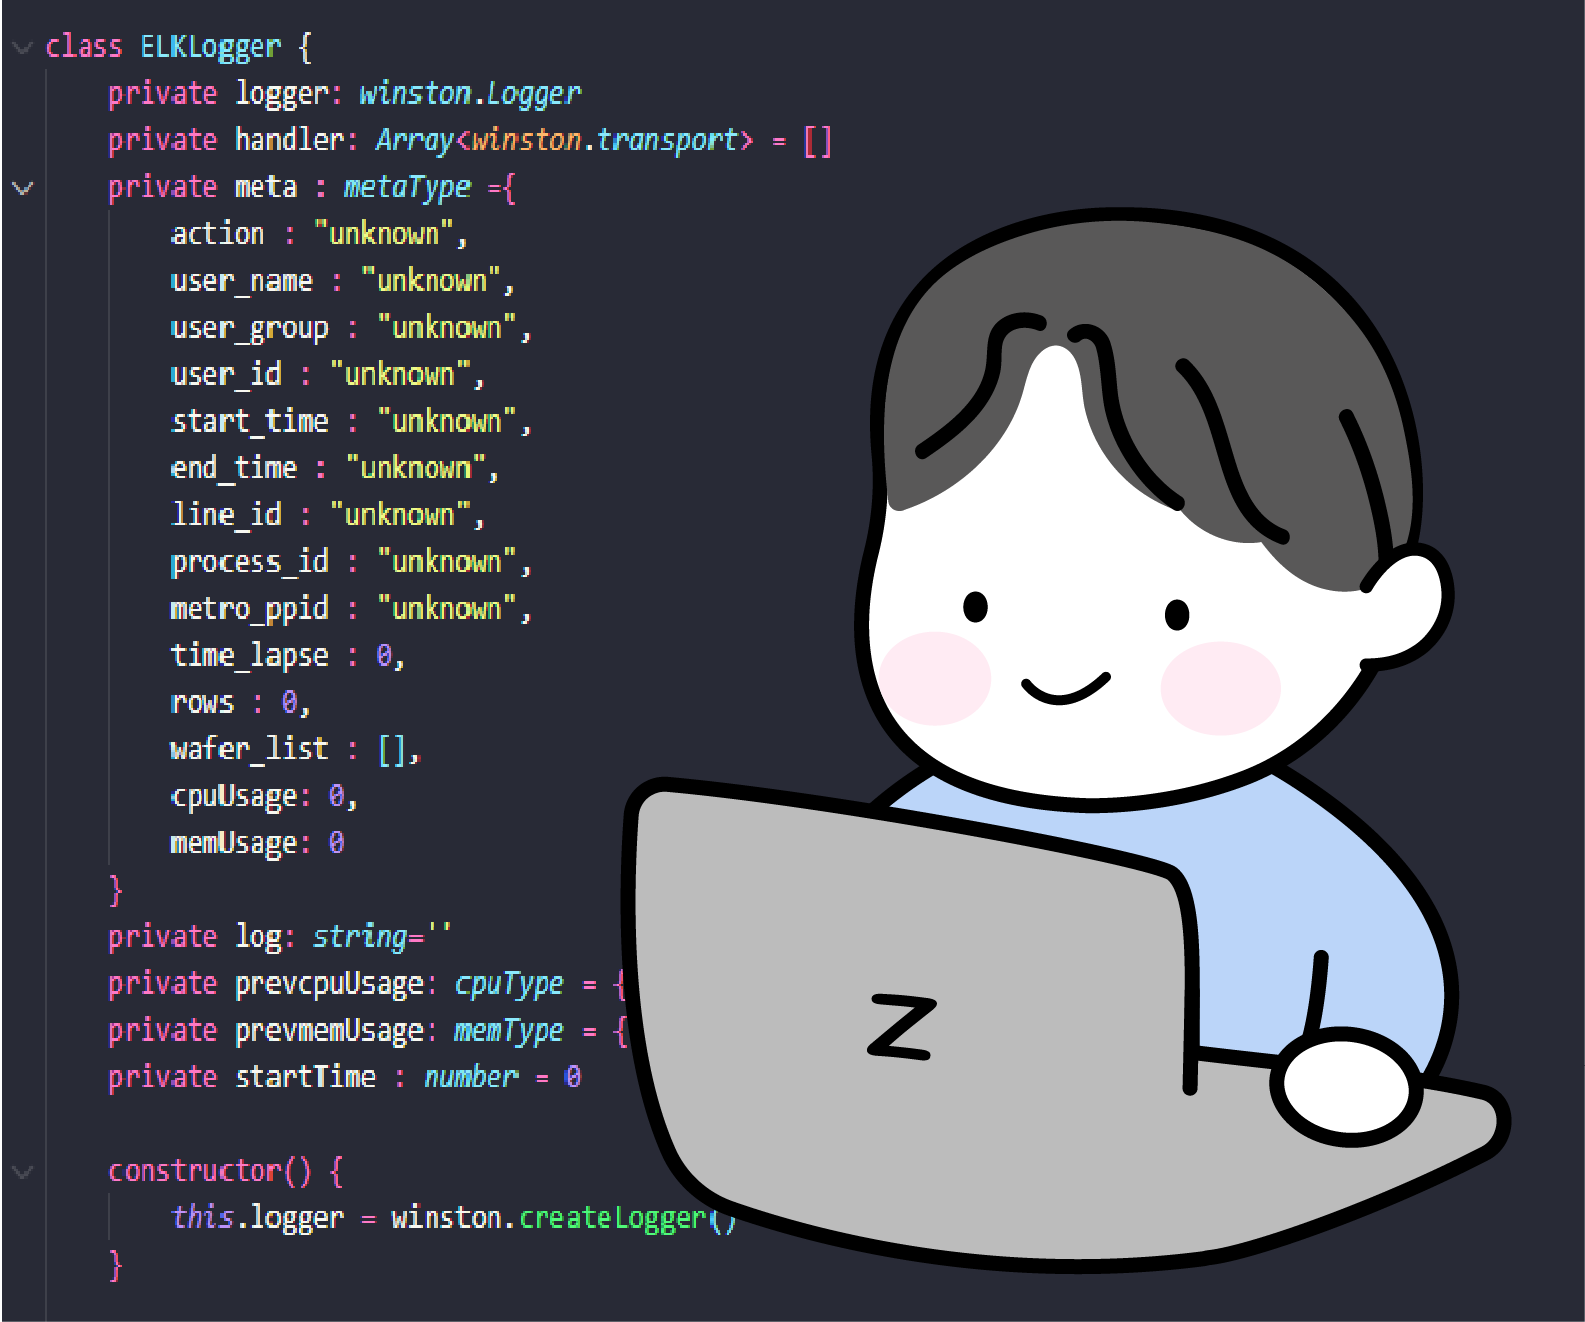 class ELKLogger {
private logger: winston.Logger
private handler: Array<winston.transport> = []
private meta : metaType ={
action : "unknown",
user_name : "unknown",
user_group : "unknown",
user_id : "unknown",
start_time : "unknown",
end_time : "unknown",
line_id : "unknown",
process_id : "unknown",
metro_ppid : "unknown",
time_lapse : 0,
rows : 0,
wafer_list : [],
cpuUsage: 0,
memUsage: 0
}
private log: string=''
private prevcpuUsage: cpuType = {
private prevmemUsage: memType = {
private startTime : number = 0
Z
constructor() {
this.logger = winston.createLogger()
}